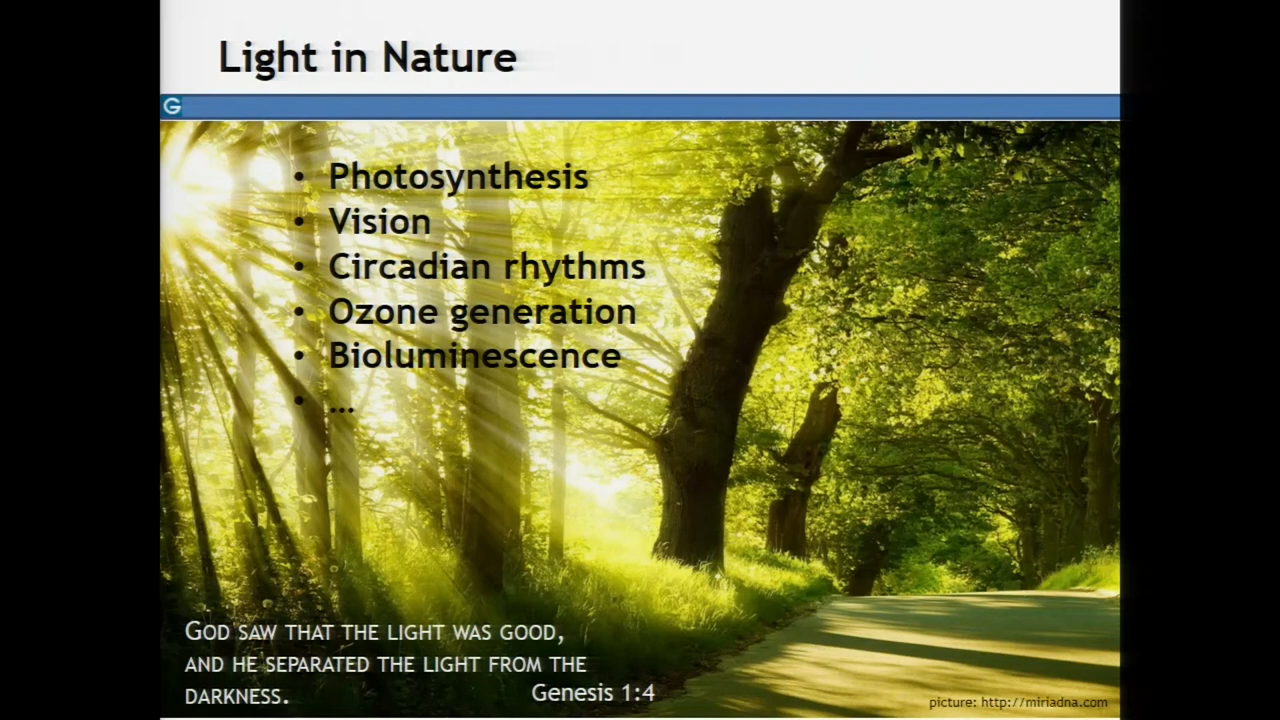 Light in Nature
G
• Photosynthesis
• Vision
• Circadian rhythms
• Ozone generation
• Bioluminescence
• ...
GOD SAW THAT THE LIGHT WAS GOOD,
AND HE SEPARATED THE LIGHT FROM THE
DARKNESS. Genesis 1:4
picture: http://miriadna.com